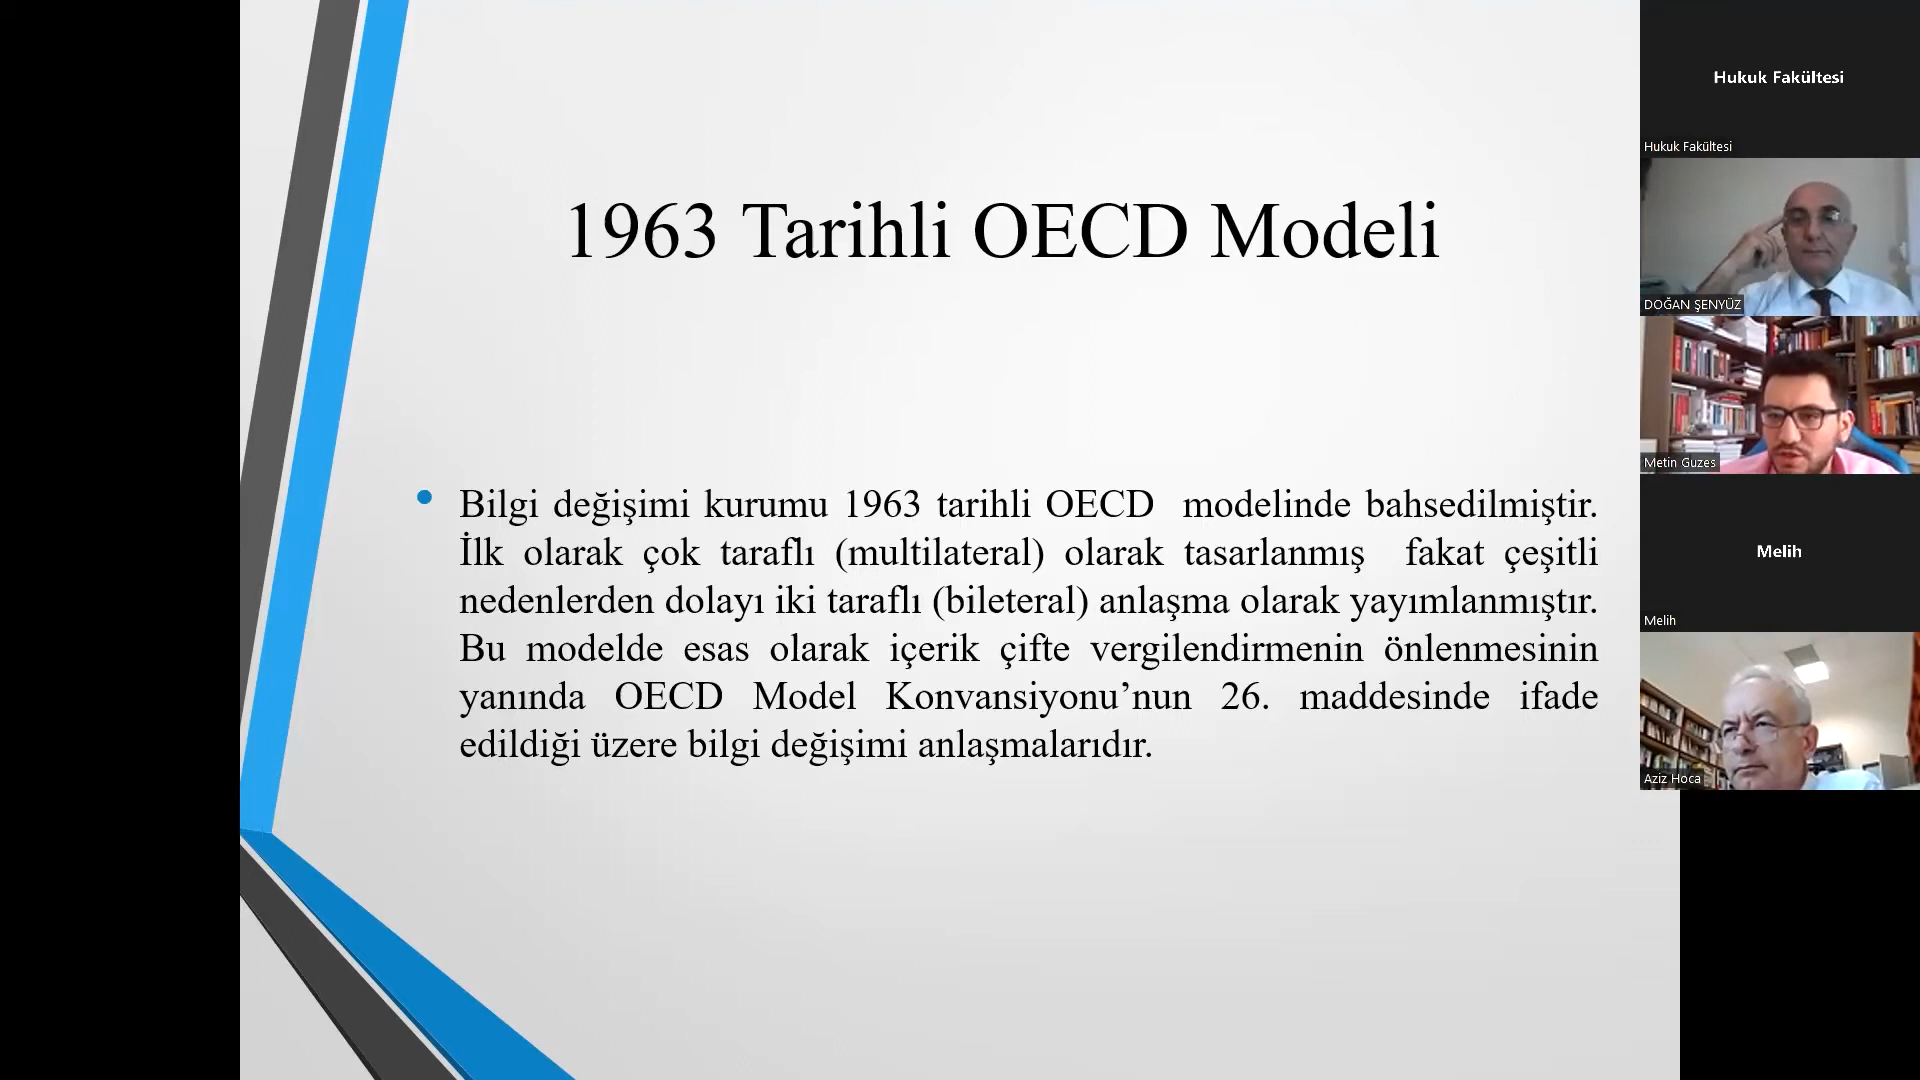 1963 Tarihli OECD Modeli
Bilgi değişimi kurumu 1963 tarihli OECD modelinde bahsedilmiştir.
İlk olarak çok taraflı (multilateral) olarak tasarlanmış fakat çeşitli
nedenlerden dolayı iki taraflı (bileteral) anlaşma olarak yayımlanmıştır.
Bu modelde esas olarak içerik çifte vergilendirmenin önlenmesinin
yanında OECD Model Konvansiyonu’nun 26. maddesinde ifade
edildiği üzere bilgi değişimi anlaşmalarıdır.
Hukuk Fakültesi
Hukuk Fakültesi
DOĞAN ŞENYÜZ
Metin Guzes
Melih
Melih
Aziz Hoca